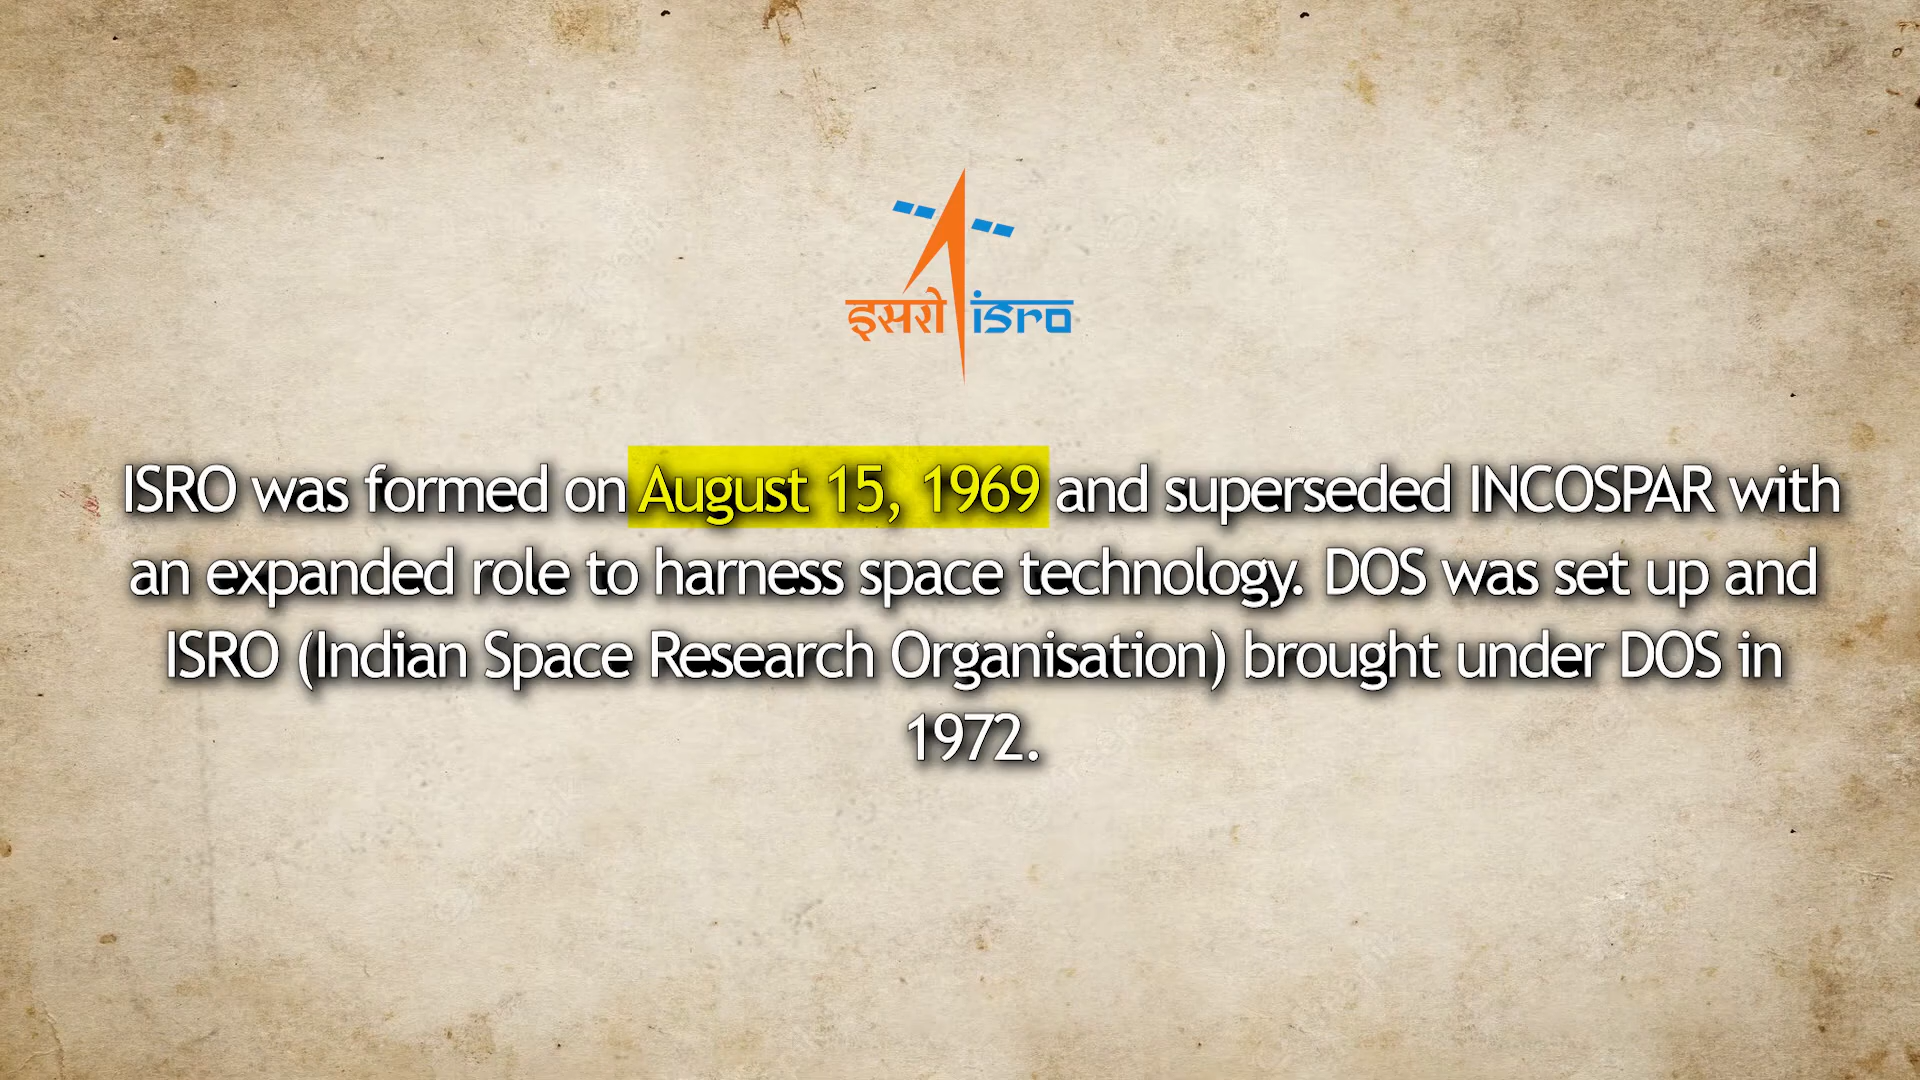 इसरो isro
ISRO was formed on August 15, 1969 and superseded INCOSPAR with
an expanded role to harness space technology. DOS was set up and
ISRO (Indian Space Research Organisation) brought under DOS in
1972.